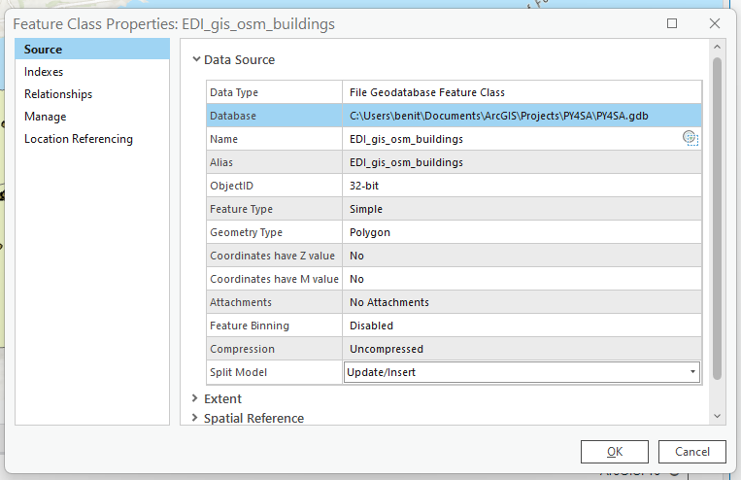 Feature Class Properties: EDI_gis_osm_buildings
Source
Indexes
Relationships
Manage
Location Referencing
Data Source
Data Type File Geodatabase Feature Class
Database C:\Users\benit\Documents\ArcGIS\Projects\PY4SA\PY4SA.gdb
Name EDI_gis_osm_buildings
Alias EDI_gis_osm_buildings
ObjectID 32-bit
Feature Type Simple
Geometry Type Polygon
Coordinates have Z value No
Coordinates have M value No
Attachments No Attachments
Feature Binning Disabled
Compression Uncompressed
Split Model Update/Insert
Extent
Spatial Reference
OK Cancel